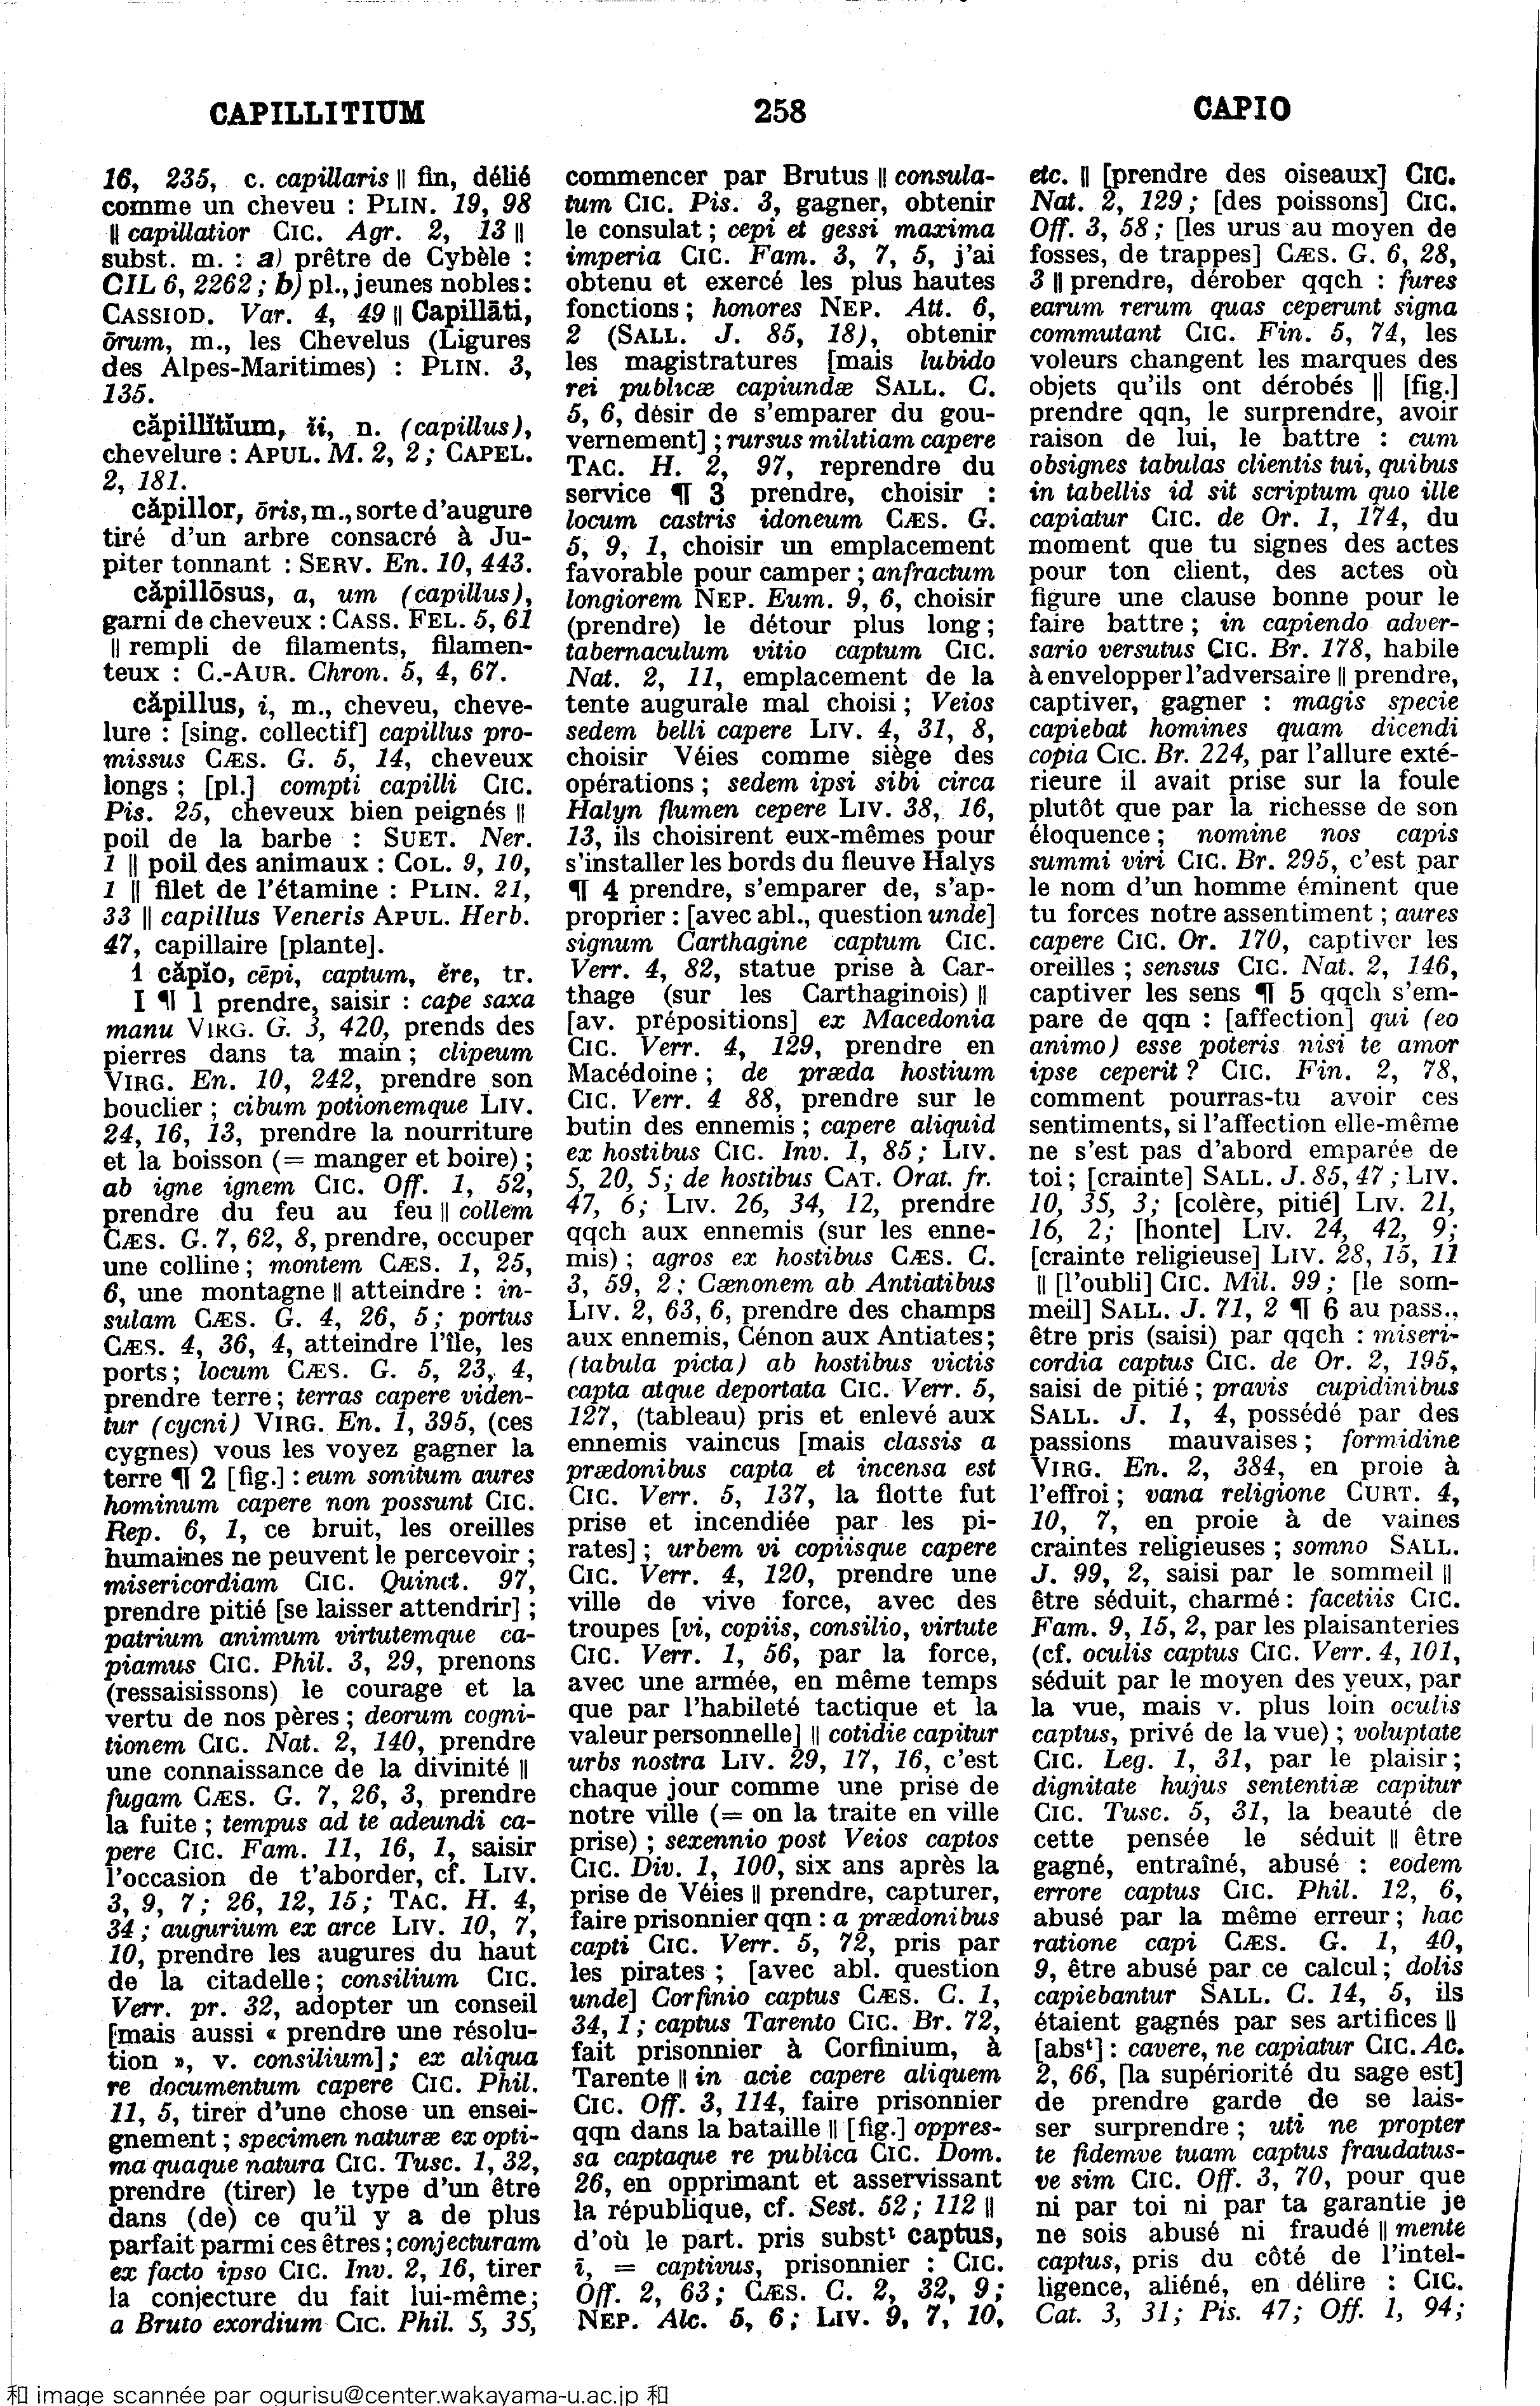 CAPILLITIUM
258
CAPIO
16, 235, c. capillaris || fin, délié
comme un cheveu : PLIN. 19, 98
|| capillatior CIC. Agr. 2, 13 ||
subst. m. : a) prêtre de Cybèle :
CIL 6, 2262 ; b) pl., jeunes nobles :
CASSIOD. Var. 4, 49 || Capillāti,
ōrum, m., les Chevelus (Ligures
des Alpes-Maritimes) : PLIN. 3,
135.
căpillĭtĭum, ĭi, n. (capillus),
chevelure : APUL. M. 2, 2 ; CAPEL.
2, 181.
căpillor, ōris, m., sorte d'augure
tiré d'un arbre consacré à Ju-
piter tonnant : SERV. En. 10, 443.
căpillōsus, a, um (capillus),
garni de cheveux : CASS. FEL. 5, 61
|| rempli de filaments, filamen-
teux : C.-AUR. Chron. 5, 4, 67.
căpillus, i, m., cheveu, cheve-
lure : [sing. collectif] capillus pro-
missus CÆS. G. 5, 14, cheveux
longs ; [pl.] compti capilli CIC.
Pis. 25, cheveux bien peignés ||
poil de la barbe : SUET. Ner.
1 || poil des animaux : COL. 9, 10,
1 || filet de l'étamine : PLIN. 21,
33 || capillus Veneris APUL. Herb.
47, capillaire [plante].
1 căpĭo, cēpi, captum, ĕre, tr.
I ¶ 1 prendre, saisir : cape saxa
manu VIRG. G. 3, 420, prends des
pierres dans ta main ; clipeum
VIRG. En. 10, 242, prendre son
bouclier ; cibum potionemque LIV.
24, 16, 13, prendre la nourriture
et la boisson (= manger et boire) ;
ab igne ignem CIC. Off. 1, 52,
prendre du feu au feu || collem
CÆS. G. 7, 62, 8, prendre, occuper
une colline ; montem CÆS. 1, 25,
6, une montagne || atteindre : in-
sulam CÆS. G. 4, 26, 5 ; portus
CÆS. 4, 36, 4, atteindre l'île, les
ports ; locum CÆS. G. 5, 23, 4,
prendre terre ; terras capere viden-
tur (cycni) VIRG. En. 1, 395, (ces
cygnes) vous les voyez gagner la
terre ¶ 2 [fig.] : eum sonitum aures
hominum capere non possunt CIC.
Rep. 6, 1, ce bruit, les oreilles
humaines ne peuvent le percevoir ;
misericordiam CIC. Quinct. 97,
prendre pitié [se laisser attendrir] ;
patrium animum virtutemque ca-
piamus CIC. Phil. 3, 29, prenons
(ressaisissons) le courage et la
vertu de nos pères ; deorum cogni-
tionem CIC. Nat. 2, 140, prendre
une connaissance de la divinité ||
fugam CÆS. G. 7, 26, 3, prendre
la fuite ; tempus ad te adeundi ca-
pere CIC. Fam. 11, 16, 1, saisir
l'occasion de t'aborder, cf. LIV.
3, 9, 7 ; 26, 12, 15 ; TAC. H. 4,
34 ; augurium ex arce LIV. 10, 7,
10, prendre les augures du haut
de la citadelle ; consilium CIC.
Verr. pr. 32, adopter un conseil
[mais aussi « prendre une résolu-
tion », v. consilium] ; ex aliqua
re documentum capere CIC. Phil.
11, 5, tirer d'une chose un ensei-
gnement ; specimen naturæ ex opti-
ma quaque natura CIC. Tusc. 1, 32,
prendre (tirer) le type d'un être
dans (de) ce qu'il y a de plus
parfait parmi ces êtres ; conjecturam
ex facto ipso CIC. Inv. 2, 16, tirer
la conjecture du fait lui-même ;
a Bruto exordium CIC. Phil. 5, 35,
commencer par Brutus || consula-
tum CIC. Pis. 3, gagner, obtenir
le consulat ; cepi et gessi maxima
imperia CIC. Fam. 3, 7, 5, j'ai
obtenu et exercé les plus hautes
fonctions ; honores NEP. Att. 6,
2 (SALL. J. 85, 18), obtenir
les magistratures [mais lubido
rei publicæ capiundæ SALL. C.
5, 6, désir de s'emparer du gou-
vernement] ; rursus militiam capere
TAC. H. 2, 97, reprendre du
service ¶ 3 prendre, choisir :
locum castris idoneum CÆS. G.
5, 9, 1, choisir un emplacement
favorable pour camper ; anfractum
longiorem NEP. Eum. 9, 6, choisir
(prendre) le détour plus long ;
tabernaculum vitio captum CIC.
Nat. 2, 11, emplacement de la
tente augurale mal choisi ; Veios
sedem belli capere LIV. 4, 31, 8,
choisir Véies comme siège des
opérations ; sedem ipsi sibi circa
Halyn flumen cepere LIV. 38, 16,
13, ils choisirent eux-mêmes pour
s'installer les bords du fleuve Halys
¶ 4 prendre, s'emparer de, s'ap-
proprier : [avec abl., question unde]
signum Carthagine captum CIC.
Verr. 4, 82, statue prise à Car-
thage (sur les Carthaginois) ||
[av. prépositions] ex Macedonia
CIC. Verr. 4, 129, prendre en
Macédoine ; de præda hostium
CIC. Verr. 4 88, prendre sur le
butin des ennemis ; capere aliquid
ex hostibus CIC. Inv. 1, 85 ; LIV.
5, 20, 5 ; de hostibus CAT. Orat. fr.
47, 6 ; LIV. 26, 34, 12, prendre
qqch aux ennemis (sur les enne-
mis) ; agros ex hostibus CÆS. C.
3, 59, 2 ; Cænonem ab Antiatibus
LIV. 2, 63, 6, prendre des champs
aux ennemis, Cénon aux Antiates ;
(tabula picta) ab hostibus victis
capta atque deportata CIC. Verr. 5,
127, (tableau) pris et enlevé aux
ennemis vaincus [mais classis a
prædonibus capta et incensa est
CIC. Verr. 5, 137, la flotte fut
prise et incendiée par les pi-
rates] ; urbem vi copiisque capere
CIC. Verr. 4, 120, prendre une
ville de vive force, avec des
troupes [vi, copiis, consilio, virtute
CIC. Verr. 1, 56, par la force,
avec une armée, en même temps
que par l'habileté tactique et la
valeur personnelle] || cotidie capitur
urbs nostra LIV. 29, 17, 16, c'est
chaque jour comme une prise de
notre ville (= on la traite en ville
prise) ; sexennio post Veios captos
CIC. Div. 1, 100, six ans après la
prise de Véies || prendre, capturer,
faire prisonnier qqn : a prædonibus
capti CIC. Verr. 5, 72, pris par
les pirates ; [avec abl. question
unde] Corfinio captus CÆS. C. 1,
34, 1 ; captus Tarento CIC. Br. 72,
fait prisonnier à Corfinium, à
Tarente || in acie capere aliquem
CIC. Off. 3, 114, faire prisonnier
qqn dans la bataille || [fig.] oppres-
sa captaque re publica CIC. Dom.
26, en opprimant et asservissant
la république, cf. Sest. 52 ; 112 ||
d'où le part. pris substᵗ captus,
i, = captivus, prisonnier : CIC.
Off. 2, 63 ; CÆS. C. 2, 32, 9 ;
NEP. Alc. 5, 6 ; LIV. 9, 7, 10,
etc. || [prendre des oiseaux] CIC.
Nat. 2, 129 ; [des poissons] CIC.
Off. 3, 58 ; [les urus au moyen de
fosses, de trappes] CÆS. G. 6, 28,
3 || prendre, dérober qqch : fures
earum rerum quas ceperunt signa
commutant CIC. Fin. 5, 74, les
voleurs changent les marques des
objets qu'ils ont dérobés || [fig.]
prendre qqn, le surprendre, avoir
raison de lui, le battre : cum
obsignes tabulas clientis tui, quibus
in tabellis id sit scriptum quo ille
capiatur CIC. de Or. 1, 174, du
moment que tu signes des actes
pour ton client, des actes où
figure une clause bonne pour le
faire battre ; in capiendo adver-
sario versutus CIC. Br. 178, habile
à envelopper l'adversaire || prendre,
captiver, gagner : magis specie
capiebat homines quam dicendi
copia CIC. Br. 224, par l'allure exté-
rieure il avait prise sur la foule
plutôt que par la richesse de son
éloquence ; nomine nos capis
summi viri CIC. Br. 295, c'est par
le nom d'un homme éminent que
tu forces notre assentiment ; aures
capere CIC. Or. 170, captiver les
oreilles ; sensus CIC. Nat. 2, 146,
captiver les sens ¶ 5 qqch s'em-
pare de qqn : [affection] qui (eo
animo) esse poteris nisi te amor
ipse ceperit ? CIC. Fin. 2, 78,
comment pourras-tu avoir ces
sentiments, si l'affection elle-même
ne s'est pas d'abord emparée de
toi ; [crainte] SALL. J. 85, 47 ; LIV.
10, 35, 3 ; [colère, pitié] LIV. 21,
16, 2 ; [honte] LIV. 24, 42, 9 ;
[crainte religieuse] LIV. 28, 15, 11
|| [l'oubli] CIC. Mil. 99 ; [le som-
meil] SALL. J. 71, 2 ¶ 6 au pass.,
être pris (saisi) par qqch : miseri-
cordia captus CIC. de Or. 2, 195,
saisi de pitié ; pravis cupidinibus
SALL. J. 1, 4, possédé par des
passions mauvaises ; formidine
VIRG. En. 2, 384, en proie à
l'effroi ; vana religione CURT. 4,
10, 7, en proie à de vaines
craintes religieuses ; somno SALL.
J. 99, 2, saisi par le sommeil ||
être séduit, charmé : facetiis CIC.
Fam. 9, 15, 2, par les plaisanteries
(cf. oculis captus CIC. Verr. 4, 101,
séduit par le moyen des yeux, par
la vue, mais v. plus loin oculis
captus, privé de la vue) ; voluptate
CIC. Leg. 1, 31, par le plaisir ;
dignitate hujus sententiæ capitur
CIC. Tusc. 5, 31, la beauté de
cette pensée le séduit || être
gagné, entraîné, abusé : eodem
errore captus CIC. Phil. 12, 6,
abusé par la même erreur ; hac
ratione capi CÆS. G. 1, 40,
9, être abusé par ce calcul ; dolis
capiebantur SALL. C. 14, 5, ils
étaient gagnés par ses artifices ||
[absᵗ] : cavere, ne capiatur CIC. Ac.
2, 66, [la supériorité du sage est]
de prendre garde de se lais-
ser surprendre ; uti ne propter
te fidemve tuam captus fraudatus-
ve sim CIC. Off. 3, 70, pour que
ni par toi ni par ta garantie je
ne sois abusé ni fraudé || mente
captus, pris du côté de l'intel-
ligence, aliéné, en délire : CIC.
Cat. 3, 31 ; Pis. 47 ; Off. 1, 94 ;
和 image scannée par ogurisu@center.wakayama-u.ac.jp 和